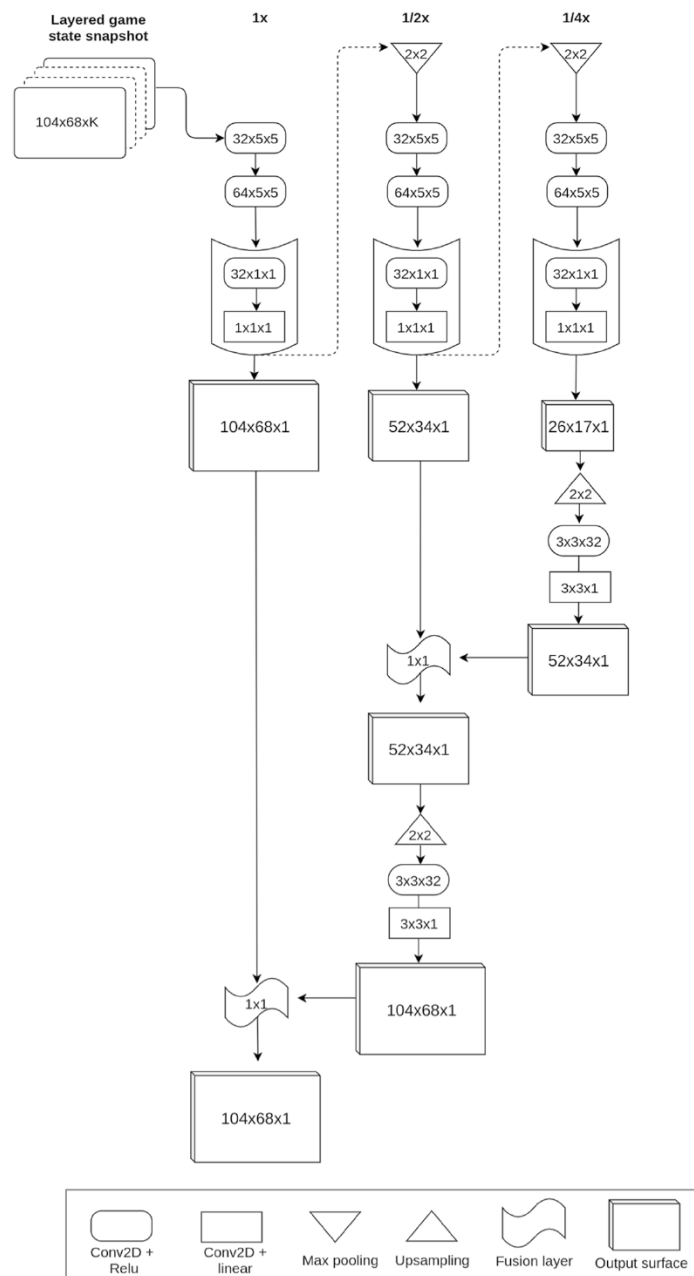 Layered game
state snapshot
1x
1/2x
1/4x
2x2
2x2
104x68xK
32x5x5
32x5x5
32x5x5
64x5x5
64x5x5
64x5x5
32x1x1
32x1x1
32x1x1
1x1x1
1x1x1
1x1x1
104x68x1
52x34x1
26x17x1
2x2
3x3x32
3x3x1
1x1
52x34x1
52x34x1
2x2
3x3x32
3x3x1
1x1
104x68x1
104x68x1
Conv2D +
Relu
Conv2D +
linear
Max pooling
Upsampling
Fusion layer
Output surface